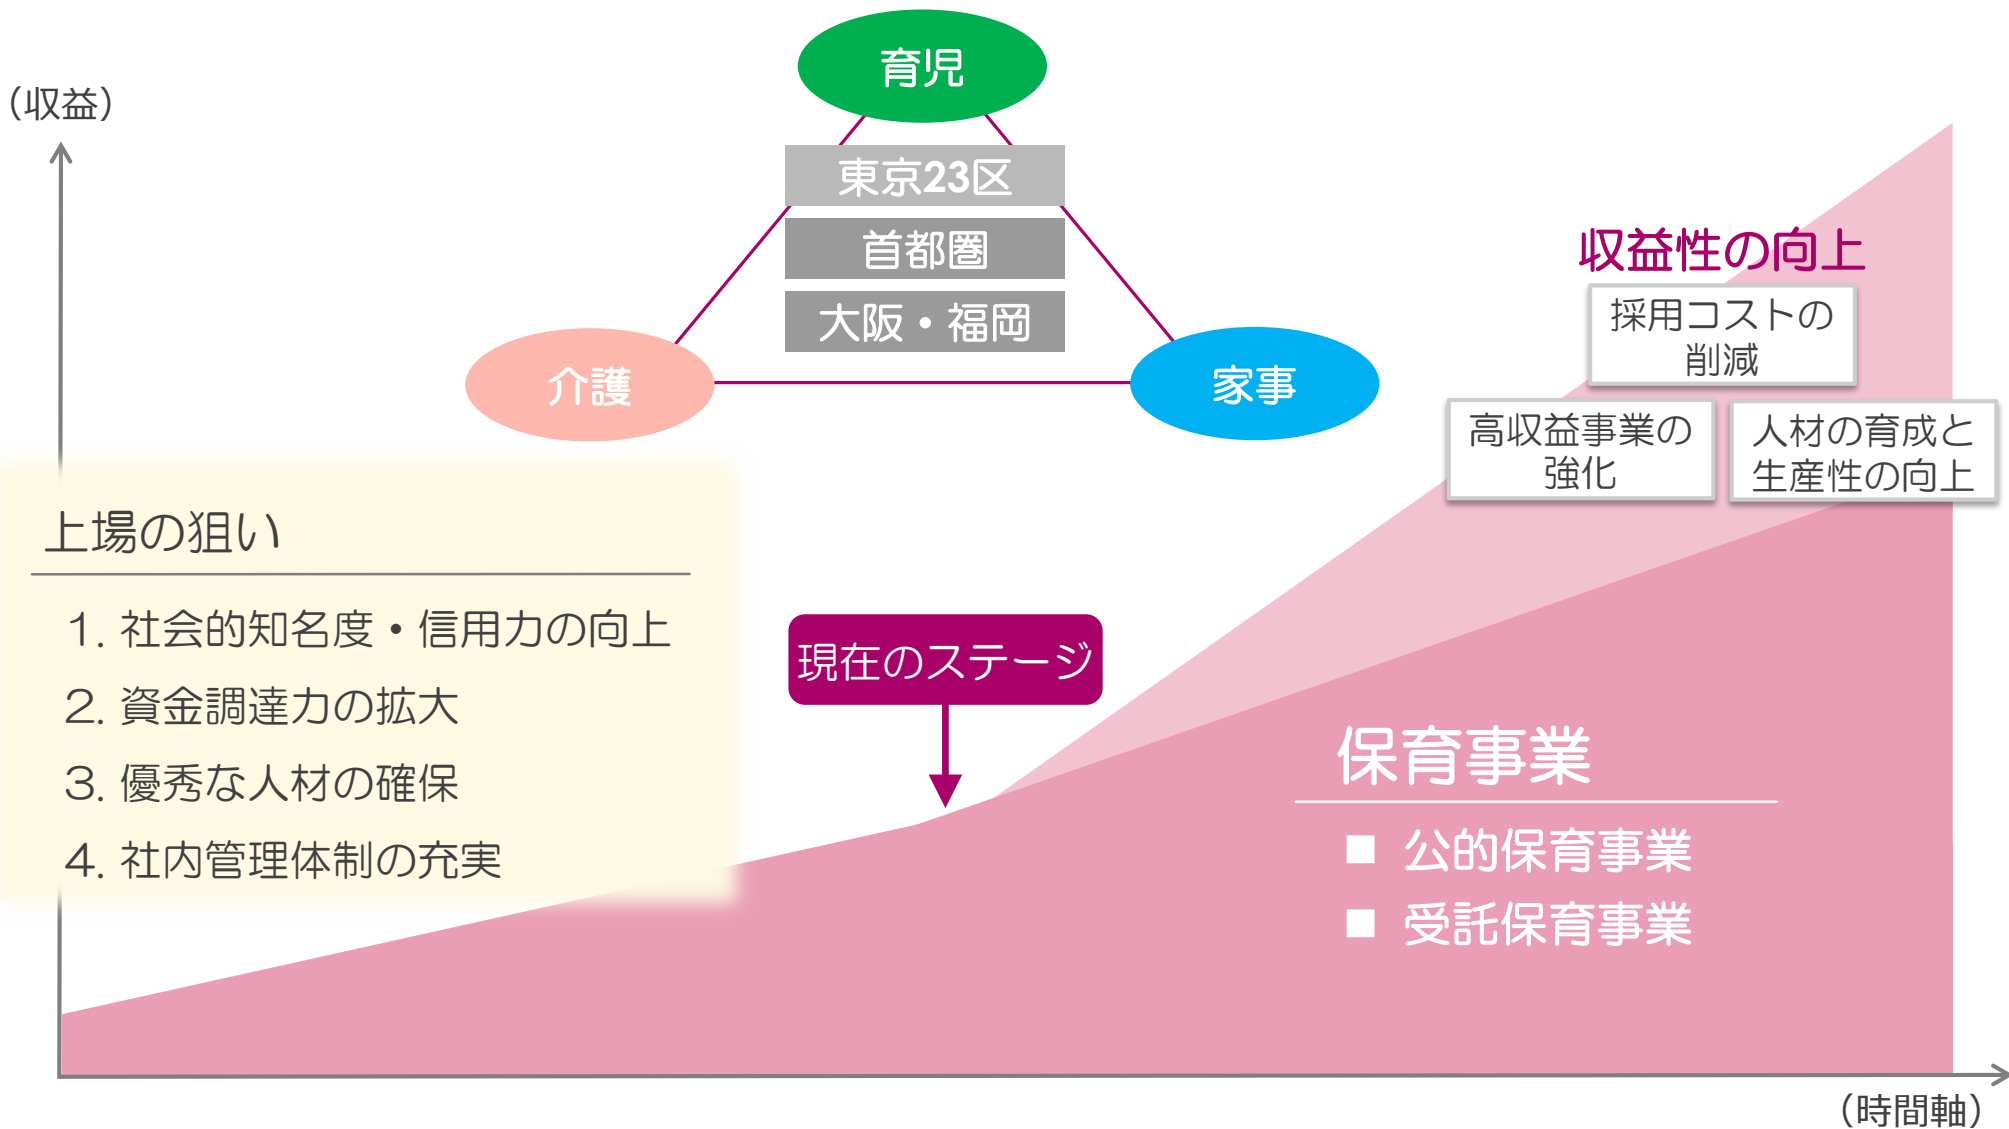 育児
（収益）
東京23区
首都圏
大阪・福岡
介護
家事
収益性の向上
採用コストの
削減
高収益事業の
強化
人材の育成と
生産性の向上
上場の狙い
1. 社会的知名度・信用力の向上
2. 資金調達力の拡大
3. 優秀な人材の確保
4. 社内管理体制の充実
現在のステージ
保育事業
■ 公的保育事業
■ 受託保育事業
（時間軸）